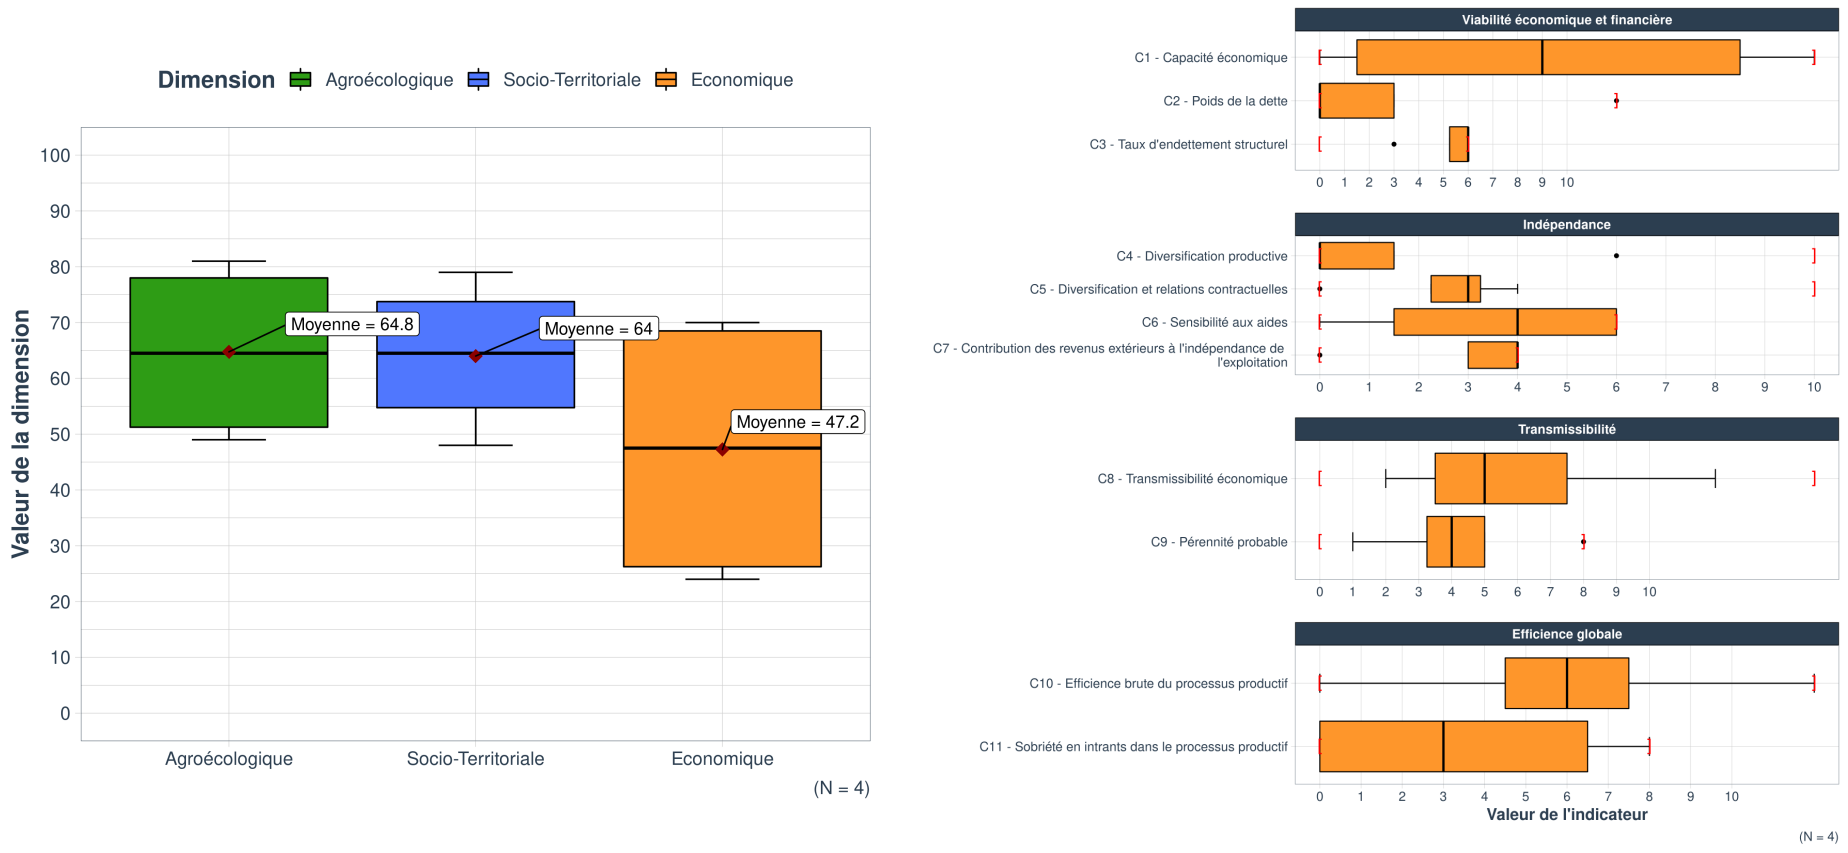 Dimension Agroécologique Socio-Territoriale Economique
Valeur de la dimension
100
90
80
70
60
50
40
30
20
10
0
Moyenne = 64.8
Moyenne = 64
Moyenne = 47.2
Agroécologique Socio-Territoriale Economique
(N = 4)
Viabilité économique et financière
C1 - Capacité économique
C2 - Poids de la dette
C3 - Taux d'endettement structurel
0 1 2 3 4 5 6 7 8 9 10
Indépendance
C4 - Diversification productive
C5 - Diversification et relations contractuelles
C6 - Sensibilité aux aides
C7 - Contribution des revenus extérieurs à l'indépendance de
l'exploitation
0 1 2 3 4 5 6 7 8 9 10
Transmissibilité
C8 - Transmissibilité économique
C9 - Pérennité probable
0 1 2 3 4 5 6 7 8 9 10
Efficience globale
C10 - Efficience brute du processus productif
C11 - Sobriété en intrants dans le processus productif
0 1 2 3 4 5 6 7 8 9 10
Valeur de l'indicateur
(N = 4)